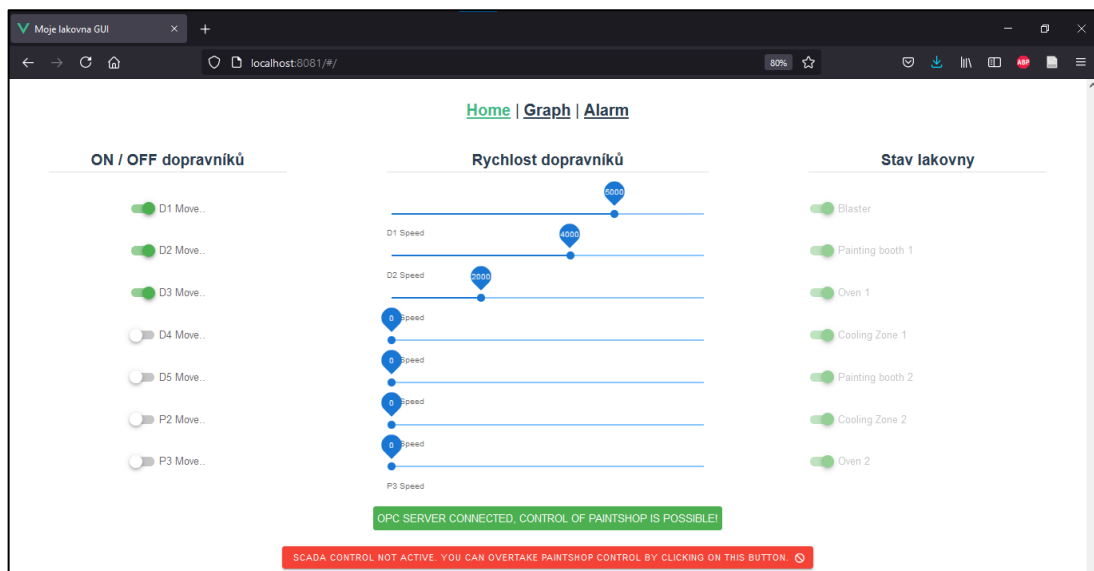 Moje lakovna GUI
localhost:8081/#/
80%
ABP
Home | Graph | Alarm
ON / OFF dopravníků
D1 Move..
D2 Move..
D3 Move..
D4 Move..
D5 Move..
P2 Move..
P3 Move..
Rychlost dopravníků
5000
D1 Speed
4000
D2 Speed
2000
Speed
0
Speed
0
Speed
0
Speed
0
P3 Speed
Stav lakovny
Blaster
Painting booth 1
Oven 1
Cooling Zone 1
Painting booth 2
Cooling Zone 2
Oven 2
OPC SERVER CONNECTED, CONTROL OF PAINTSHOP IS POSSIBLE!
SCADA CONTROL NOT ACTIVE. YOU CAN OVERTAKE PAINTSHOP CONTROL BY CLICKING ON THIS BUTTON.